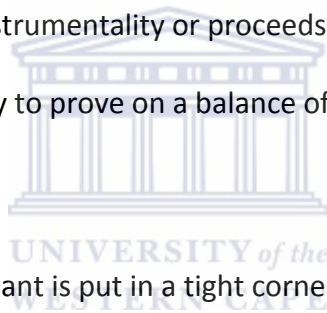 strumentality or proceeds
y to prove on a balance of
UNIVERSITY of the
ant is put in a tight corne
WESTERN CAPE